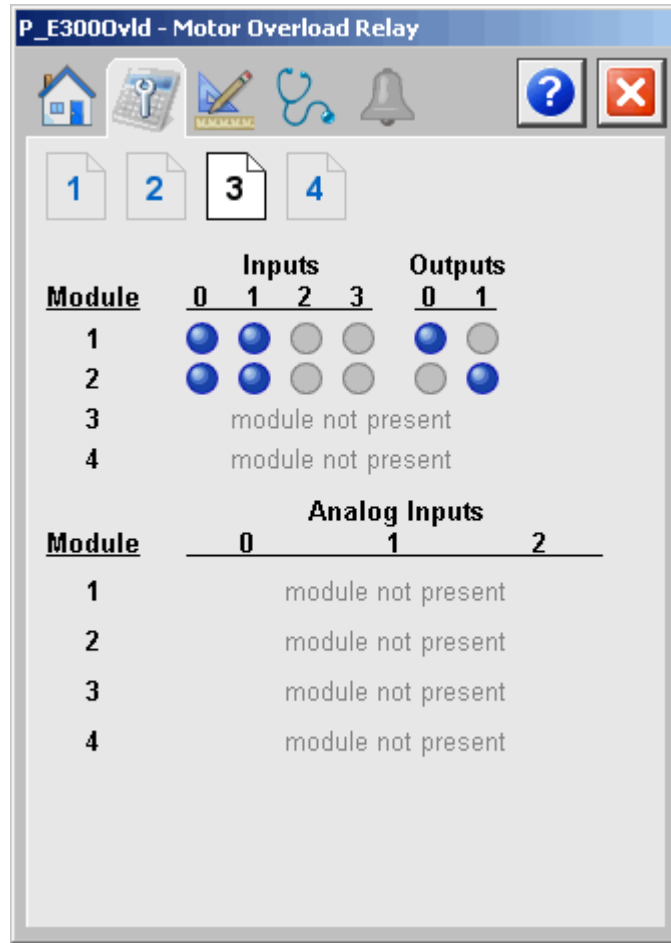 P_E300Ovld - Motor Overload Relay
?
1 2 3 4
Inputs Outputs
Module 0 1 2 3 0 1
1
2
3 module not present
4 module not present
Analog Inputs
Module 0 1 2
1 module not present
2 module not present
3 module not present
4 module not present